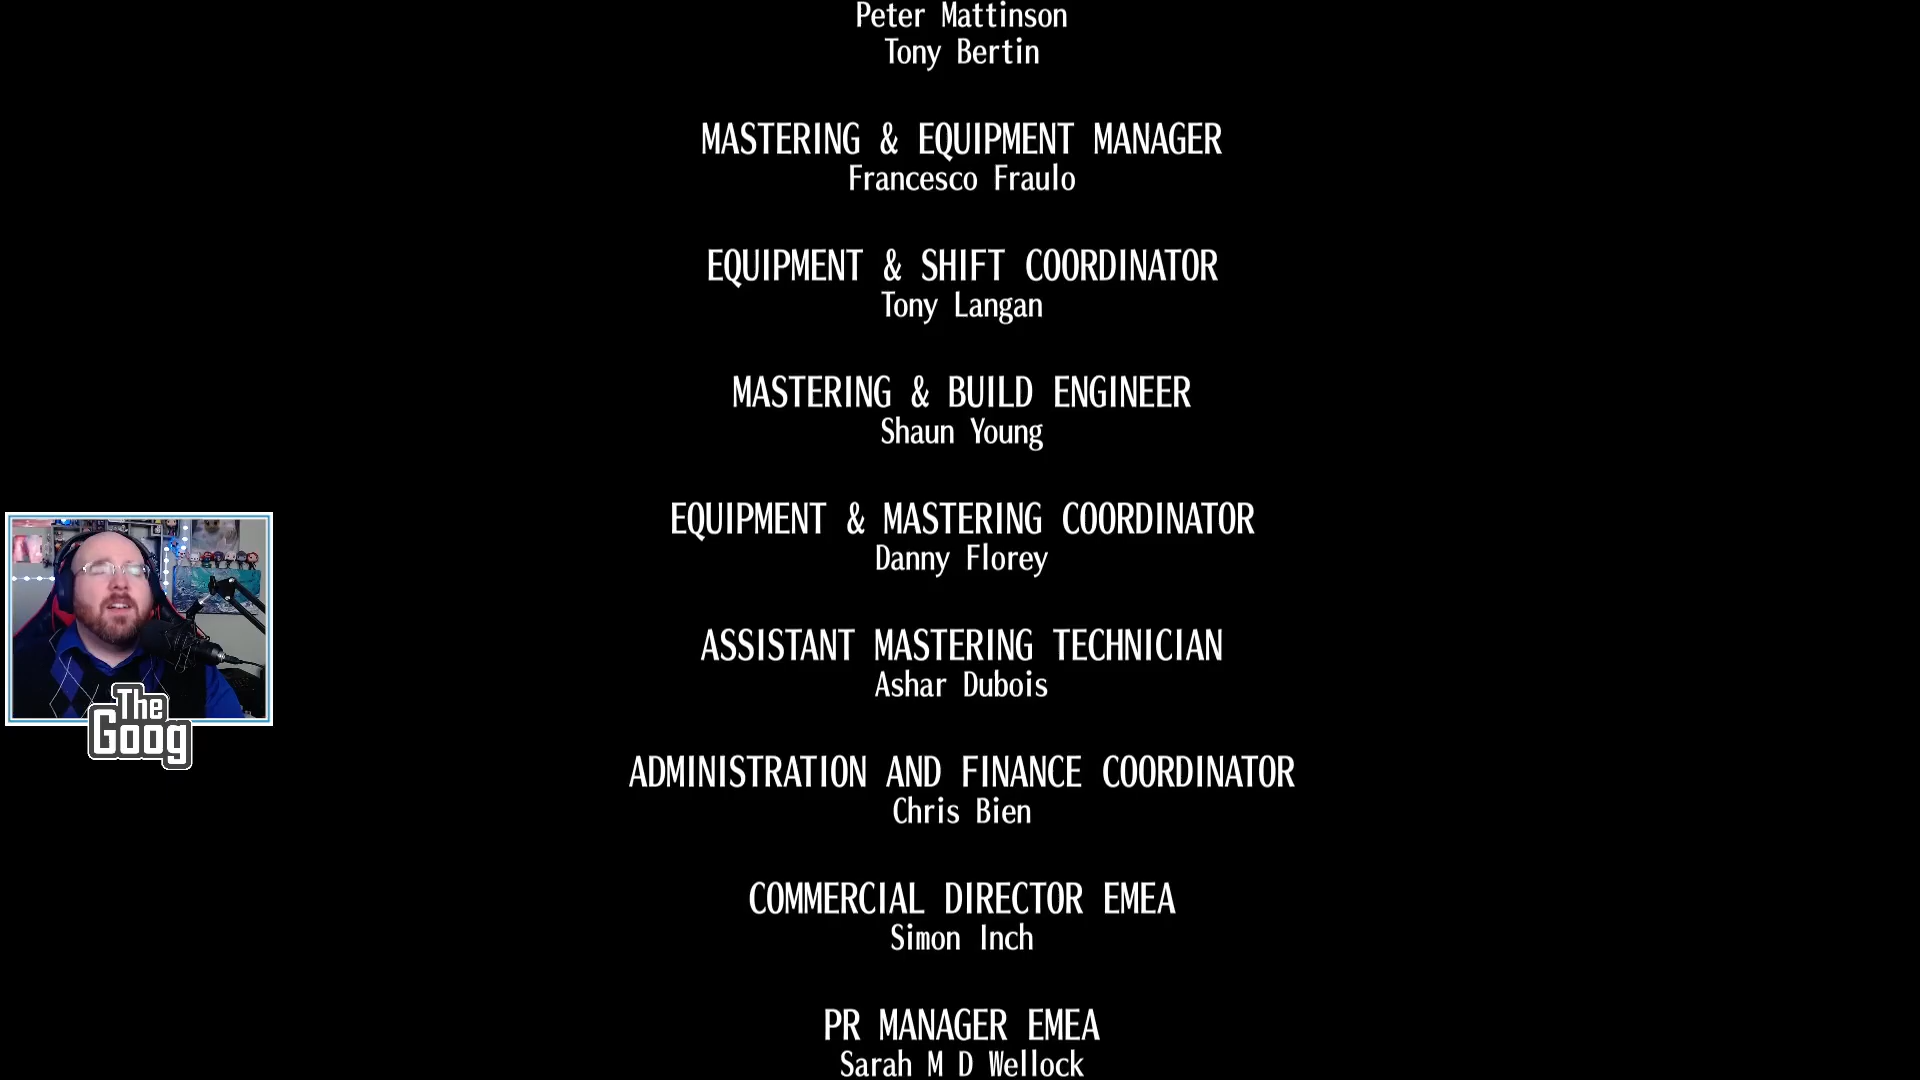 Peter Mattinson
Tony Bertin
MASTERING & EQUIPMENT MANAGER
Francesco Fraulo
EQUIPMENT & SHIFT COORDINATOR
Tony Langan
MASTERING & BUILD ENGINEER
Shaun Young
EQUIPMENT & MASTERING COORDINATOR
Danny Florey
ASSISTANT MASTERING TECHNICIAN
Ashar Dubois
ADMINISTRATION AND FINANCE COORDINATOR
Chris Bien
COMMERCIAL DIRECTOR EMEA
Simon Inch
PR MANAGER EMEA
Sarah M D Wellock
The
Goog